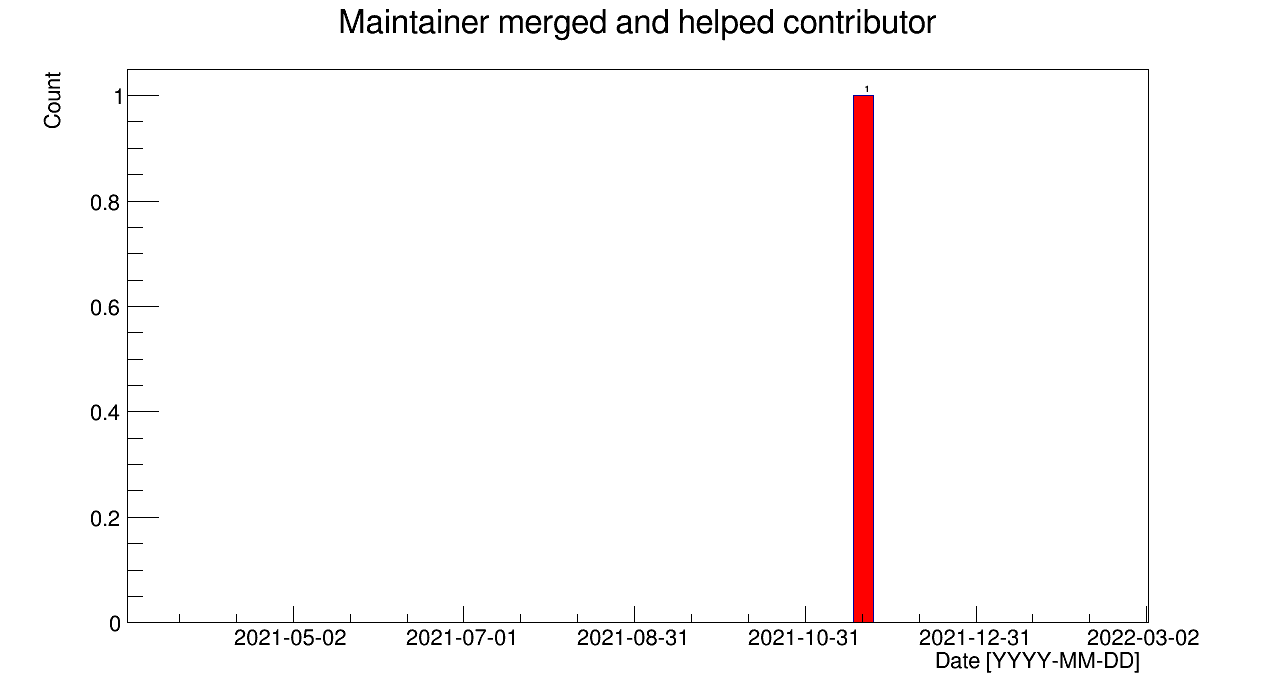 Maintainer merged and helped contributor
Count
1
1
0.8
0.6
0.4
0.2
0
2021-05-02 2021-07-01 2021-08-31 2021-10-31 2021-12-31 2022-03-02
Date [YYYY-MM-DD]